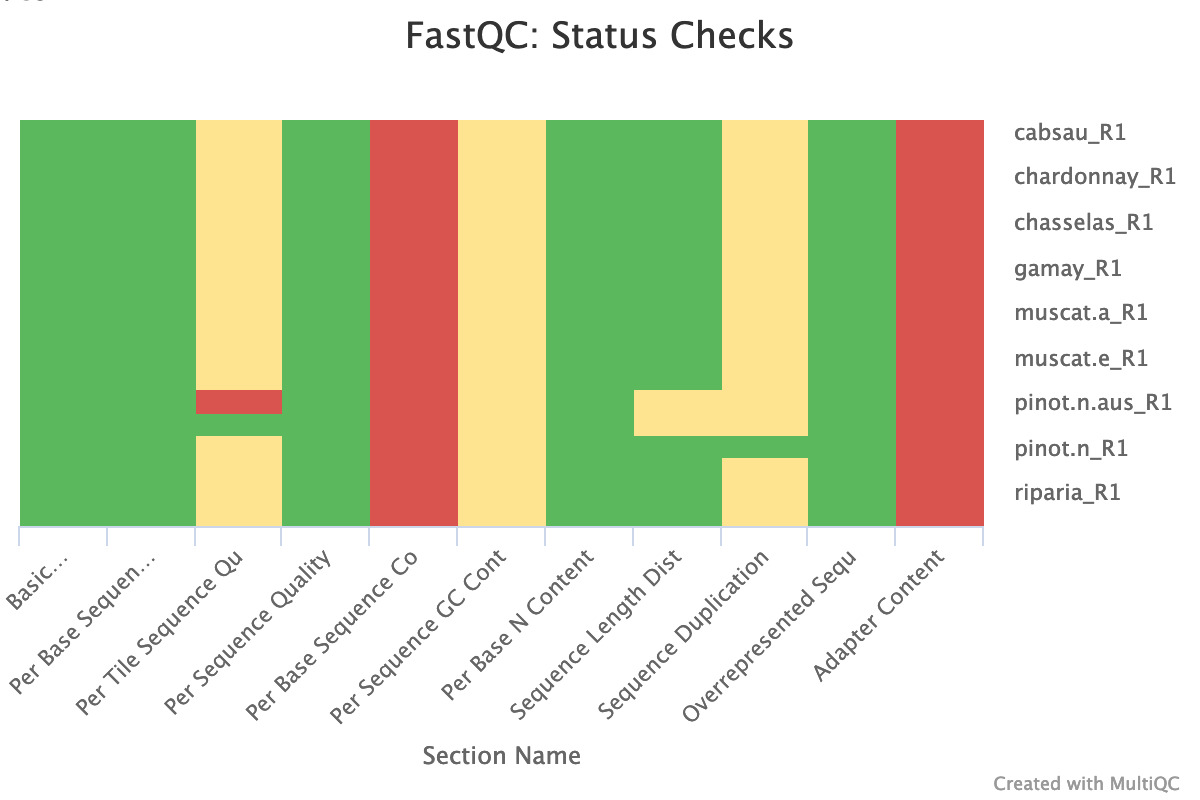 FastQC: Status Checks
cabsau_R1
chardonnay_R1
chasselas_R1
gamay_R1
muscat.a_R1
muscat.e_R1
pinot.n.aus_R1
pinot.n_R1
riparia_R1
Basic...
Per Base Sequen...
Per Tile Sequence Qu
Per Sequence Quality
Per Base Sequence Co
Per Sequence GC Cont
Per Base N Content
Sequence Length Dist
Sequence Duplication
Overrepresented Sequ
Adapter Content
Section Name
Created with MultiQC